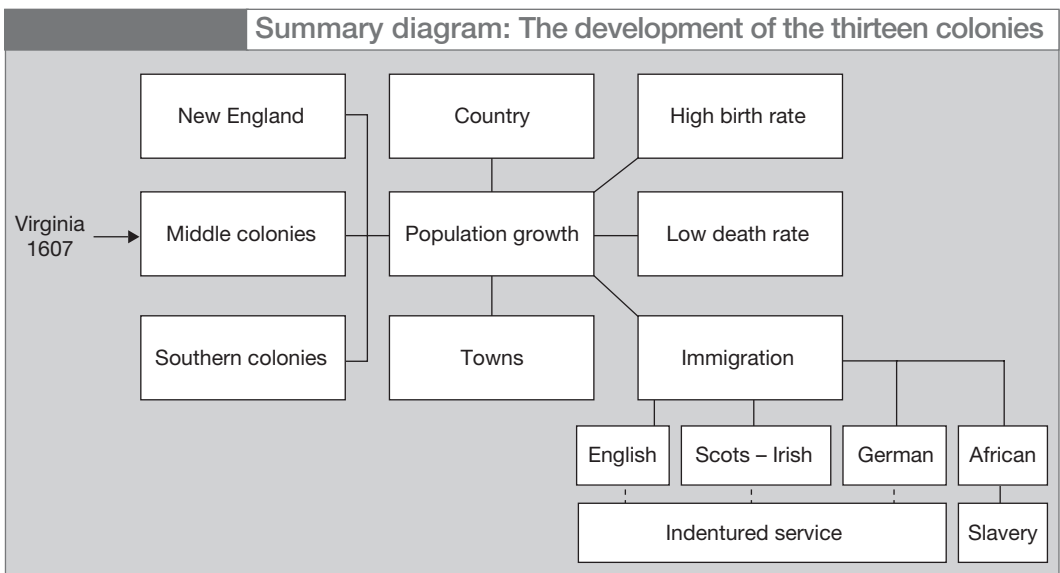 Summary diagram: The development of the thirteen colonies
New England
Country
High birth rate
Virginia
1607
Middle colonies
Population growth
Low death rate
Southern colonies
Towns
Immigration
English
Scots – Irish
German
African
Indentured service
Slavery